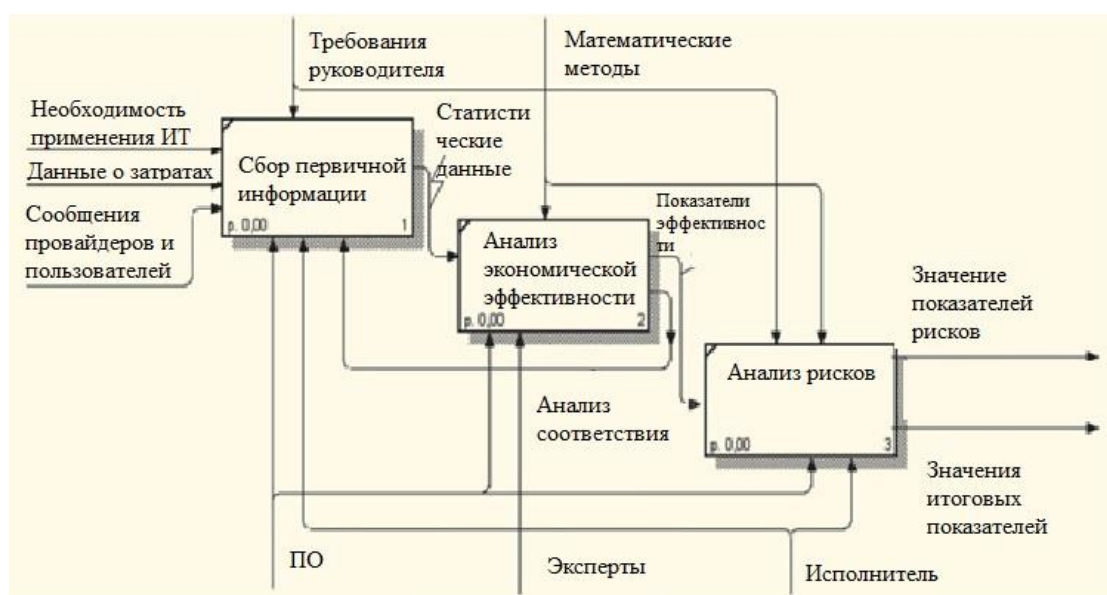 Требования
руководителя
Математические
методы
Необходимость
применения ИТ
Данные о затратах
Сообщения
провайдеров и
пользователей
Сбор первичной
информации
р. 0,00
1
Статисти
ческие
данные
Анализ
экономической
эффективности
р. 0,00
2
Показатели
эффективнос
ти
Анализ рисков
р. 0,00
3
Значение
показателей
рисков
Значения
итоговых
показателей
Анализ
соответствия
ПО
Эксперты
Исполнитель